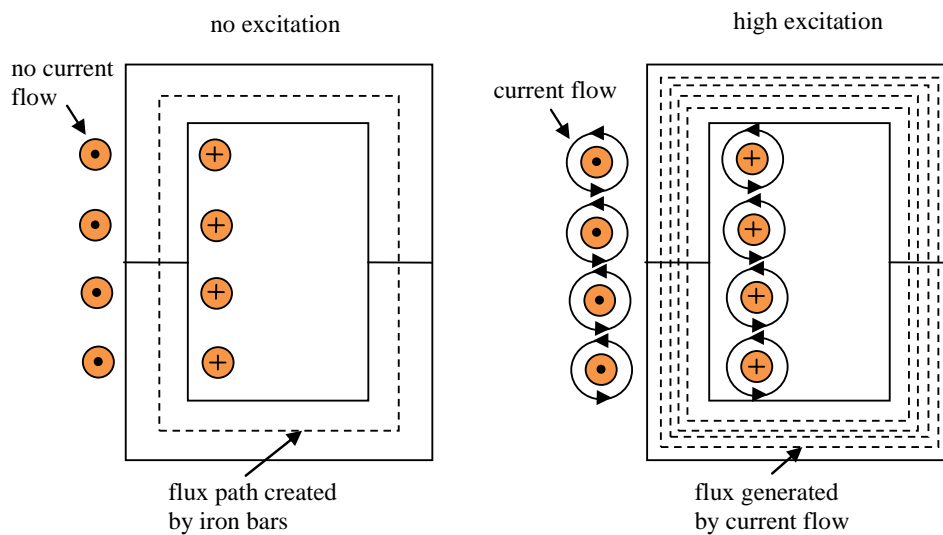 no excitation
no current
flow
flux path created
by iron bars
high excitation
current flow
flux generated
by current flow